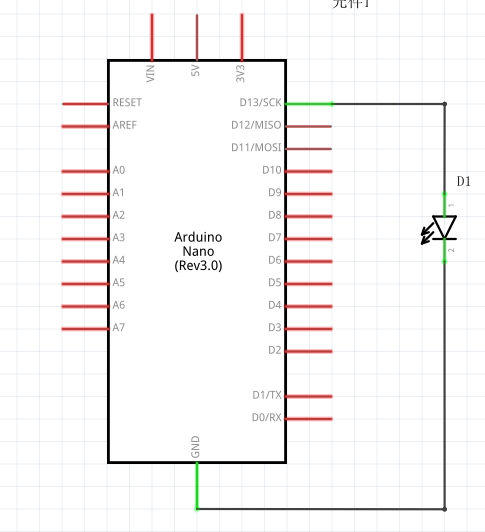 元件1
VIN
5V
3V3
RESET
AREF
A0
A1
A2
A3
A4
A5
A6
A7
Arduino
Nano
(Rev3.0)
D13/SCK
D12/MISO
D11/MOSI
D10
D9
D8
D7
D6
D5
D4
D3
D2
D1/TX
D0/RX
GND
D1
1
2